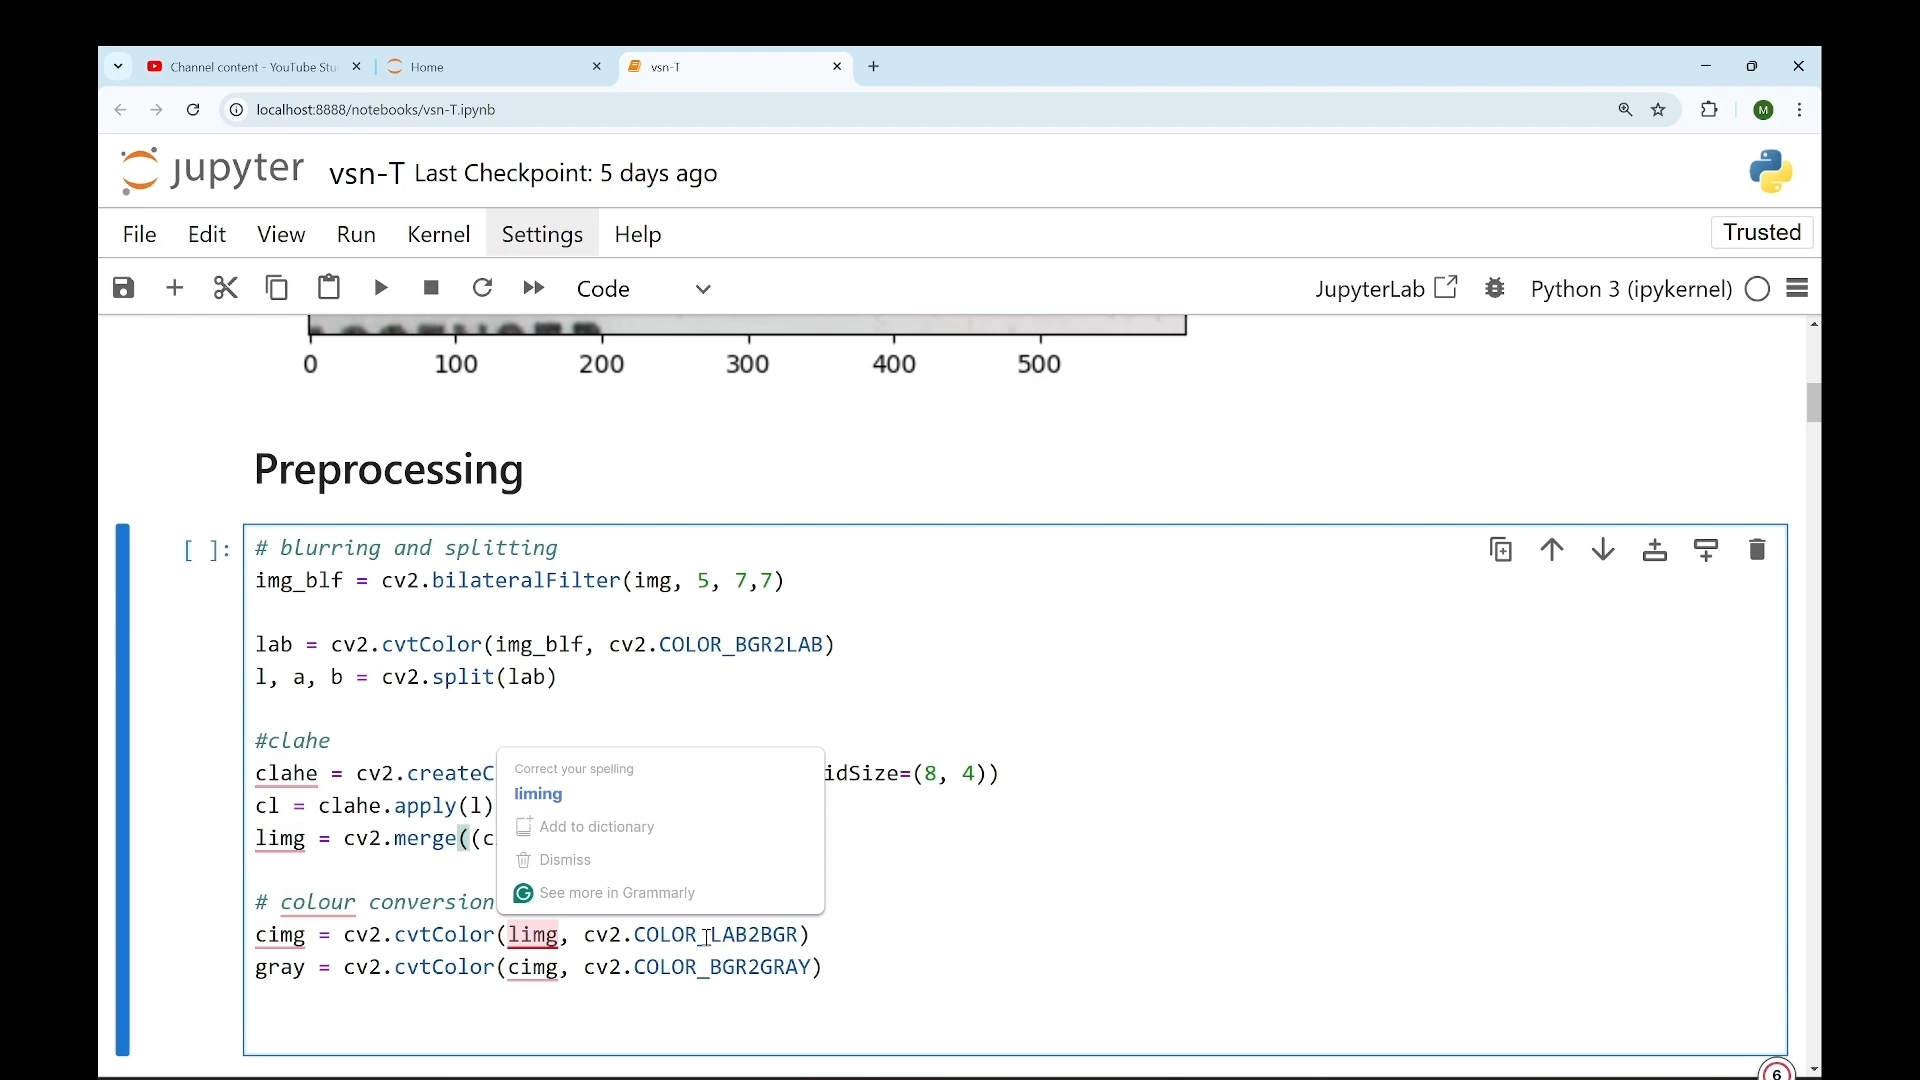 Channel content - YouTube Stu
Home
vsn-T
localhost:8888/notebooks/vsn-T.ipynb
M
jupyter vsn-T Last Checkpoint: 5 days ago
File Edit View Run Kernel Settings Help
Trusted
Code
JupyterLab
Python 3 (ipykernel)
0 100 200 300 400 500
Preprocessing
[ ]:
# blurring and splitting
img_blf = cv2.bilateralFilter(img, 5, 7,7)
lab = cv2.cvtColor(img_blf, cv2.COLOR_BGR2LAB)
l, a, b = cv2.split(lab)
#clahe
clahe = cv2.createC
idSize=(8, 4))
cl = clahe.apply(l)
limg = cv2.merge((c
Correct your spelling
liming
Add to dictionary
Dismiss
See more in Grammarly
# colour conversion
cimg = cv2.cvtColor(limg, cv2.COLOR_LAB2BGR)
gray = cv2.cvtColor(cimg, cv2.COLOR_BGR2GRAY)
6